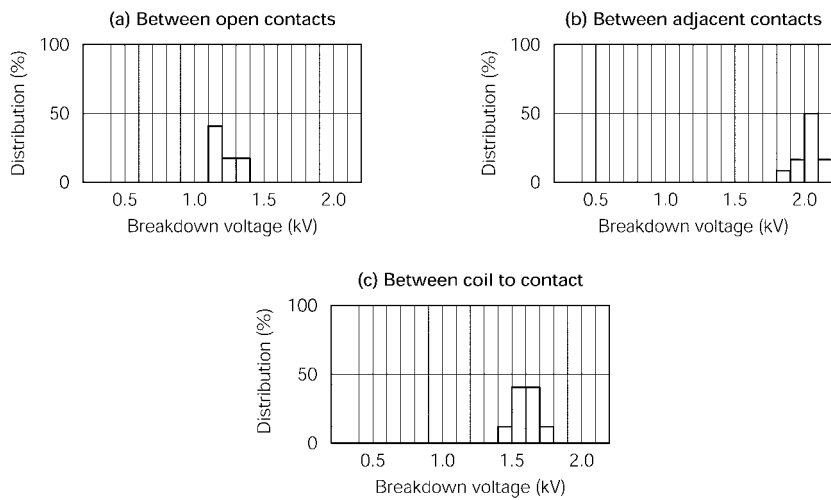 (a) Between open contacts
100
50
0
Distribution (%)
0.5 1.0 1.5 2.0
Breakdown voltage (kV)
(b) Between adjacent contacts
100
50
0
Distribution (%)
0.5 1.0 1.5 2.0
Breakdown voltage (kV)
(c) Between coil to contact
100
50
0
Distribution (%)
0.5 1.0 1.5 2.0
Breakdown voltage (kV)